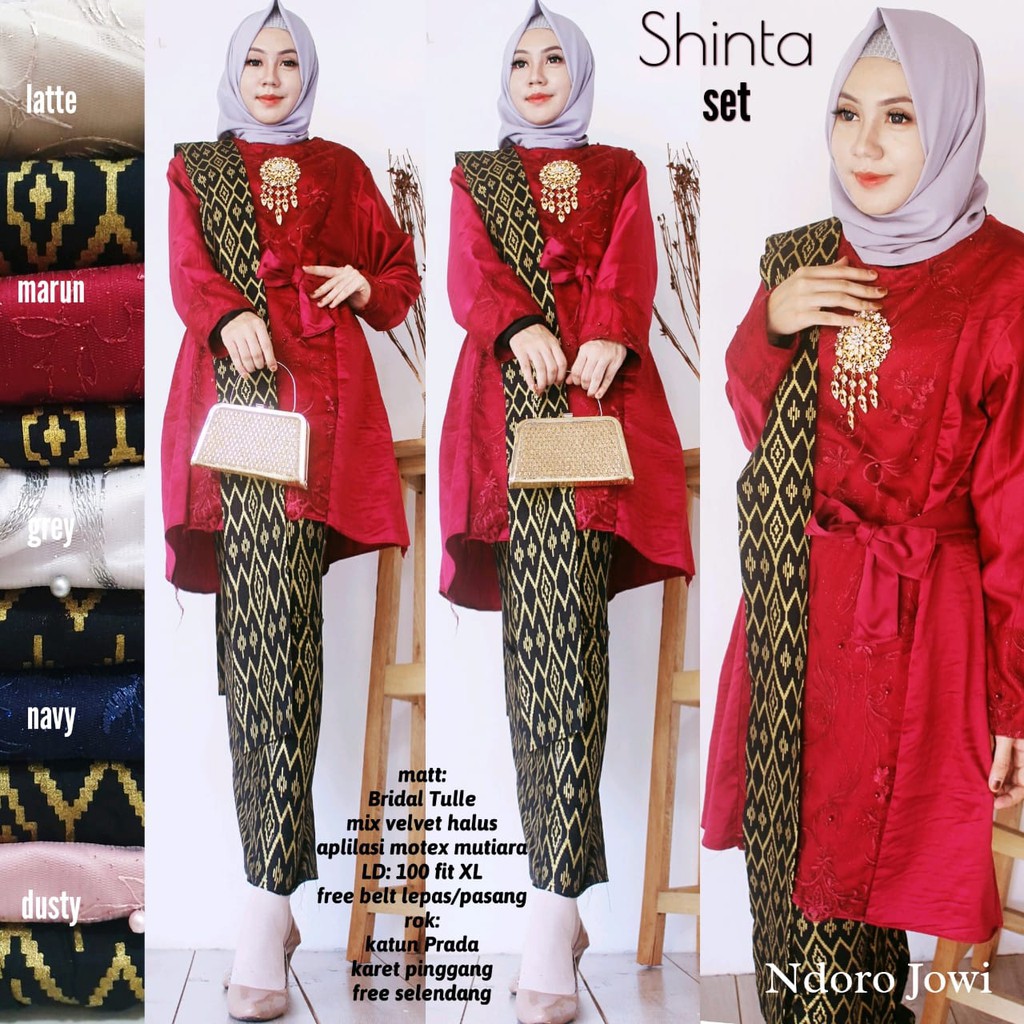 Shinta
set
latte
marun
grey
navy
dusty
matt:
Bridal Tulle
mix velvet halus
aplilasi motex mutiara
LD: 100 fit XL
free belt lepas/pasang
rok:
katun Prada
karet pinggang
free selendang
Ndoro Jowi